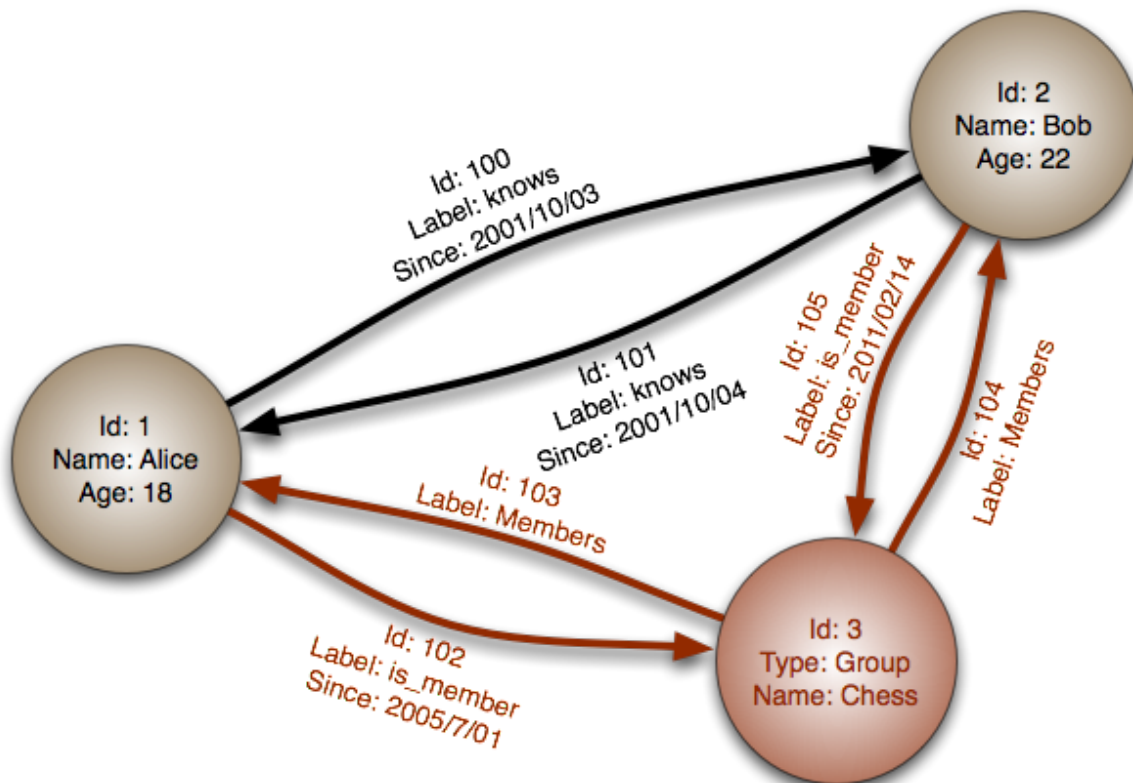 Id: 2
Name: Bob
Age: 22
Id: 100
Label: knows
Since: 2001/10/03
Id: 101
Label: knows
Since: 2001/10/04
Id: 105
Label: is_member
Since: 2011/02/14
Id: 104
Label: Members
Id: 1
Name: Alice
Age: 18
Id: 103
Label: Members
Id: 102
Label: is_member
Since: 2005/7/01
Id: 3
Type: Group
Name: Chess